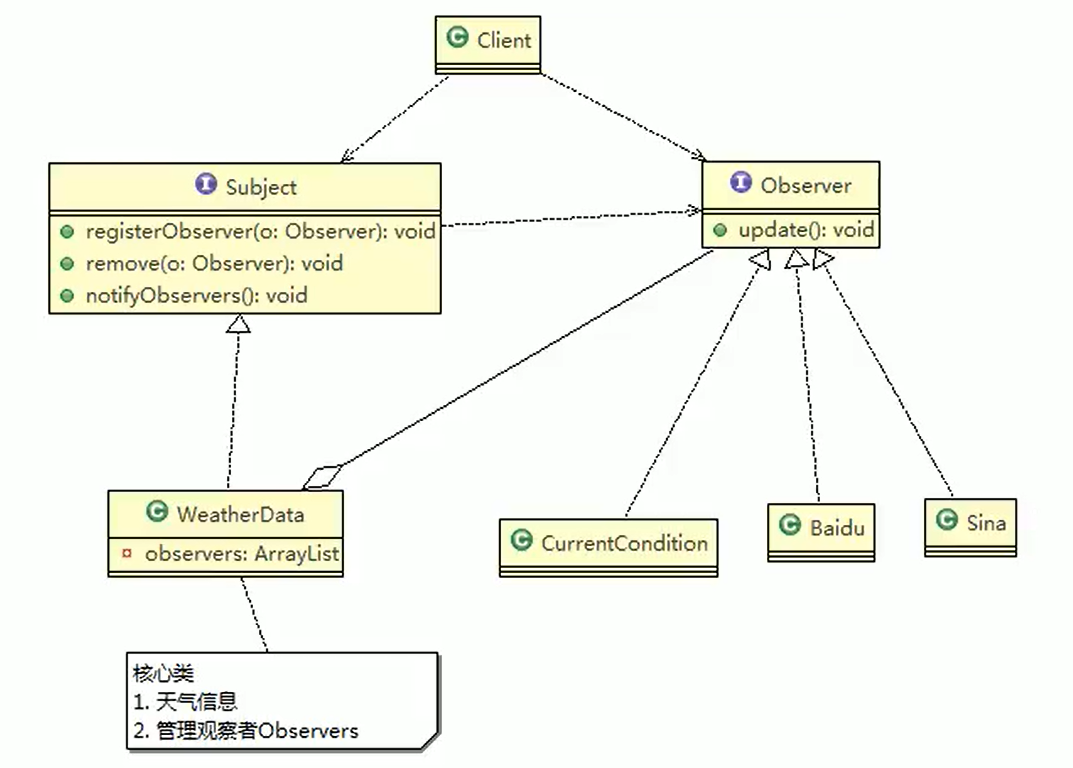 Client
Subject
registerObserver(o: Observer): void
remove(o: Observer): void
notifyObservers(): void
Observer
update(): void
WeatherData
observers: ArrayList
CurrentCondition
Baidu
Sina
核心类
1. 天气信息
2. 管理观察者Observers